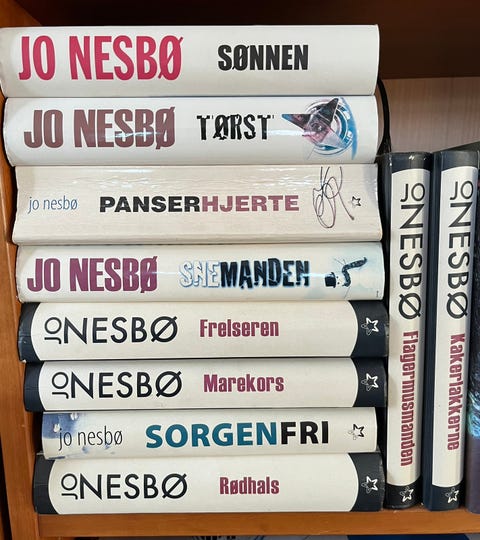 JO NESBØ SØNNEN
JO NESBØ TØRST
jo nesbø PANSERHJERTE
JO NESBØ SNEMANDEN
JO NESBØ Frelseren
JO NESBØ Marekors
jo nesbø SORGENFRI
JO NESBØ Rødhals
JO NESBØ Flagermusmanden
JO NESBØ Kakerlakkerne